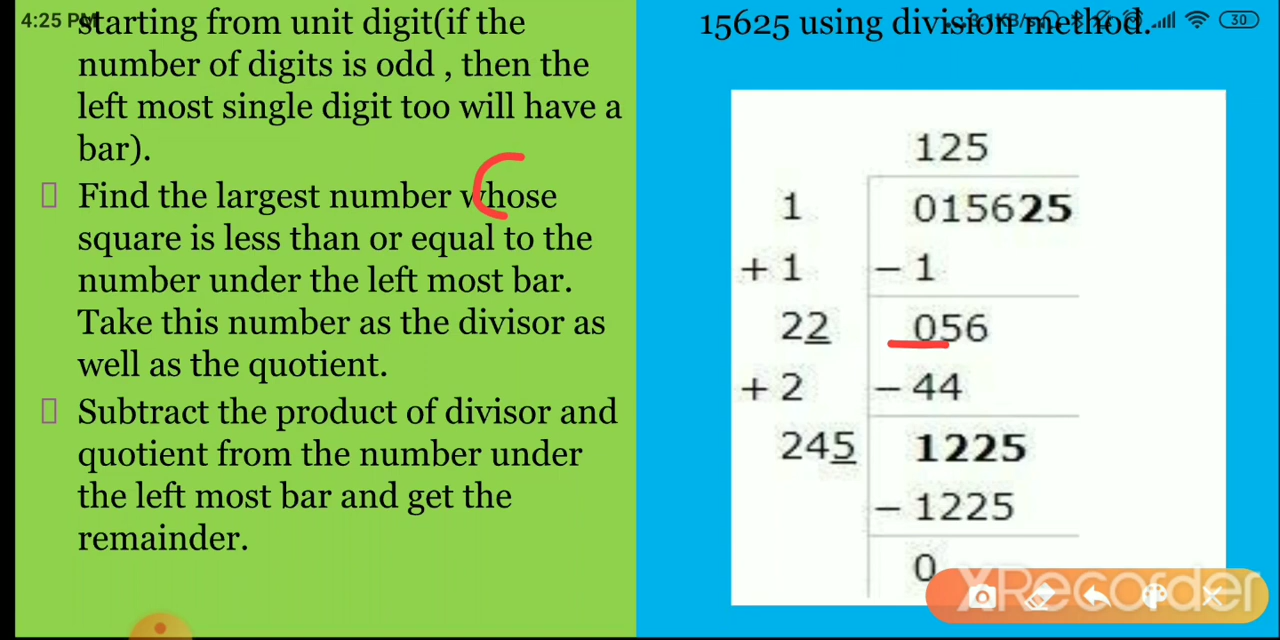 4:25 PM
starting from unit digit(if the
number of digits is odd , then the
left most single digit too will have a
bar).
Find the largest number whose
square is less than or equal to the
number under the left most bar.
Take this number as the divisor as
well as the quotient.
Subtract the product of divisor and
quotient from the number under
the left most bar and get the
remainder.
30
15625 using division method.
125
1 015625
+ 1 – 1
22 056
+ 2 – 44
245 1225
– 1225
0
XRecorder